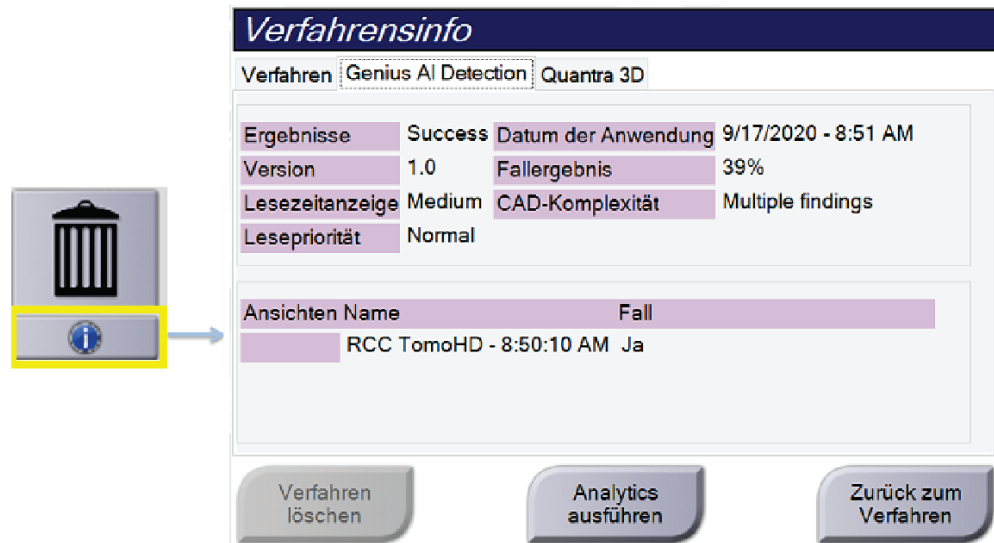 Verfahrensinfo
Verfahren Genius AI Detection Quantra 3D
Ergebnisse Success Datum der Anwendung 9/17/2020 - 8:51 AM
Version 1.0 Fallergebnis 39%
Lesezeitanzeige Medium CAD-Komplexität Multiple findings
Lesepriorität Normal
Ansichten Name Fall
RCC TomoHD - 8:50:10 AM Ja
Verfahren löschen
Analytics ausführen
Zurück zum Verfahren